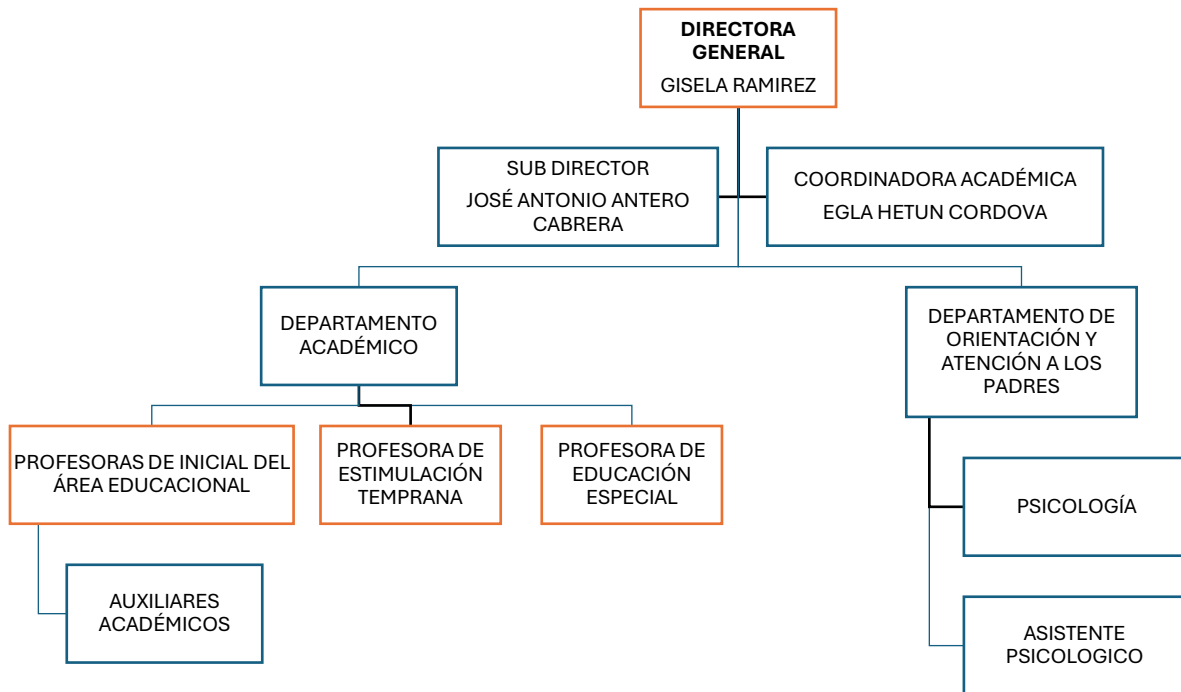 DIRECTORA
GENERAL
GISELA RAMIREZ
SUB DIRECTOR
JOSÉ ANTONIO ANTERO
CABRERA
COORDINADORA ACADÉMICA
EGLA HETUN CORDOVA
DEPARTAMENTO
ACADÉMICO
DEPARTAMENTO DE
ORIENTACIÓN Y
ATENCIÓN A LOS
PADRES
PROFESORAS DE INICIAL DEL
ÁREA EDUCACIONAL
PROFESORA DE
ESTIMULACIÓN
TEMPRANA
PROFESORA DE
EDUCACIÓN
ESPECIAL
PSICOLOGÍA
AUXILIARES
ACADÉMICOS
ASISTENTE
PSICOLOGICO